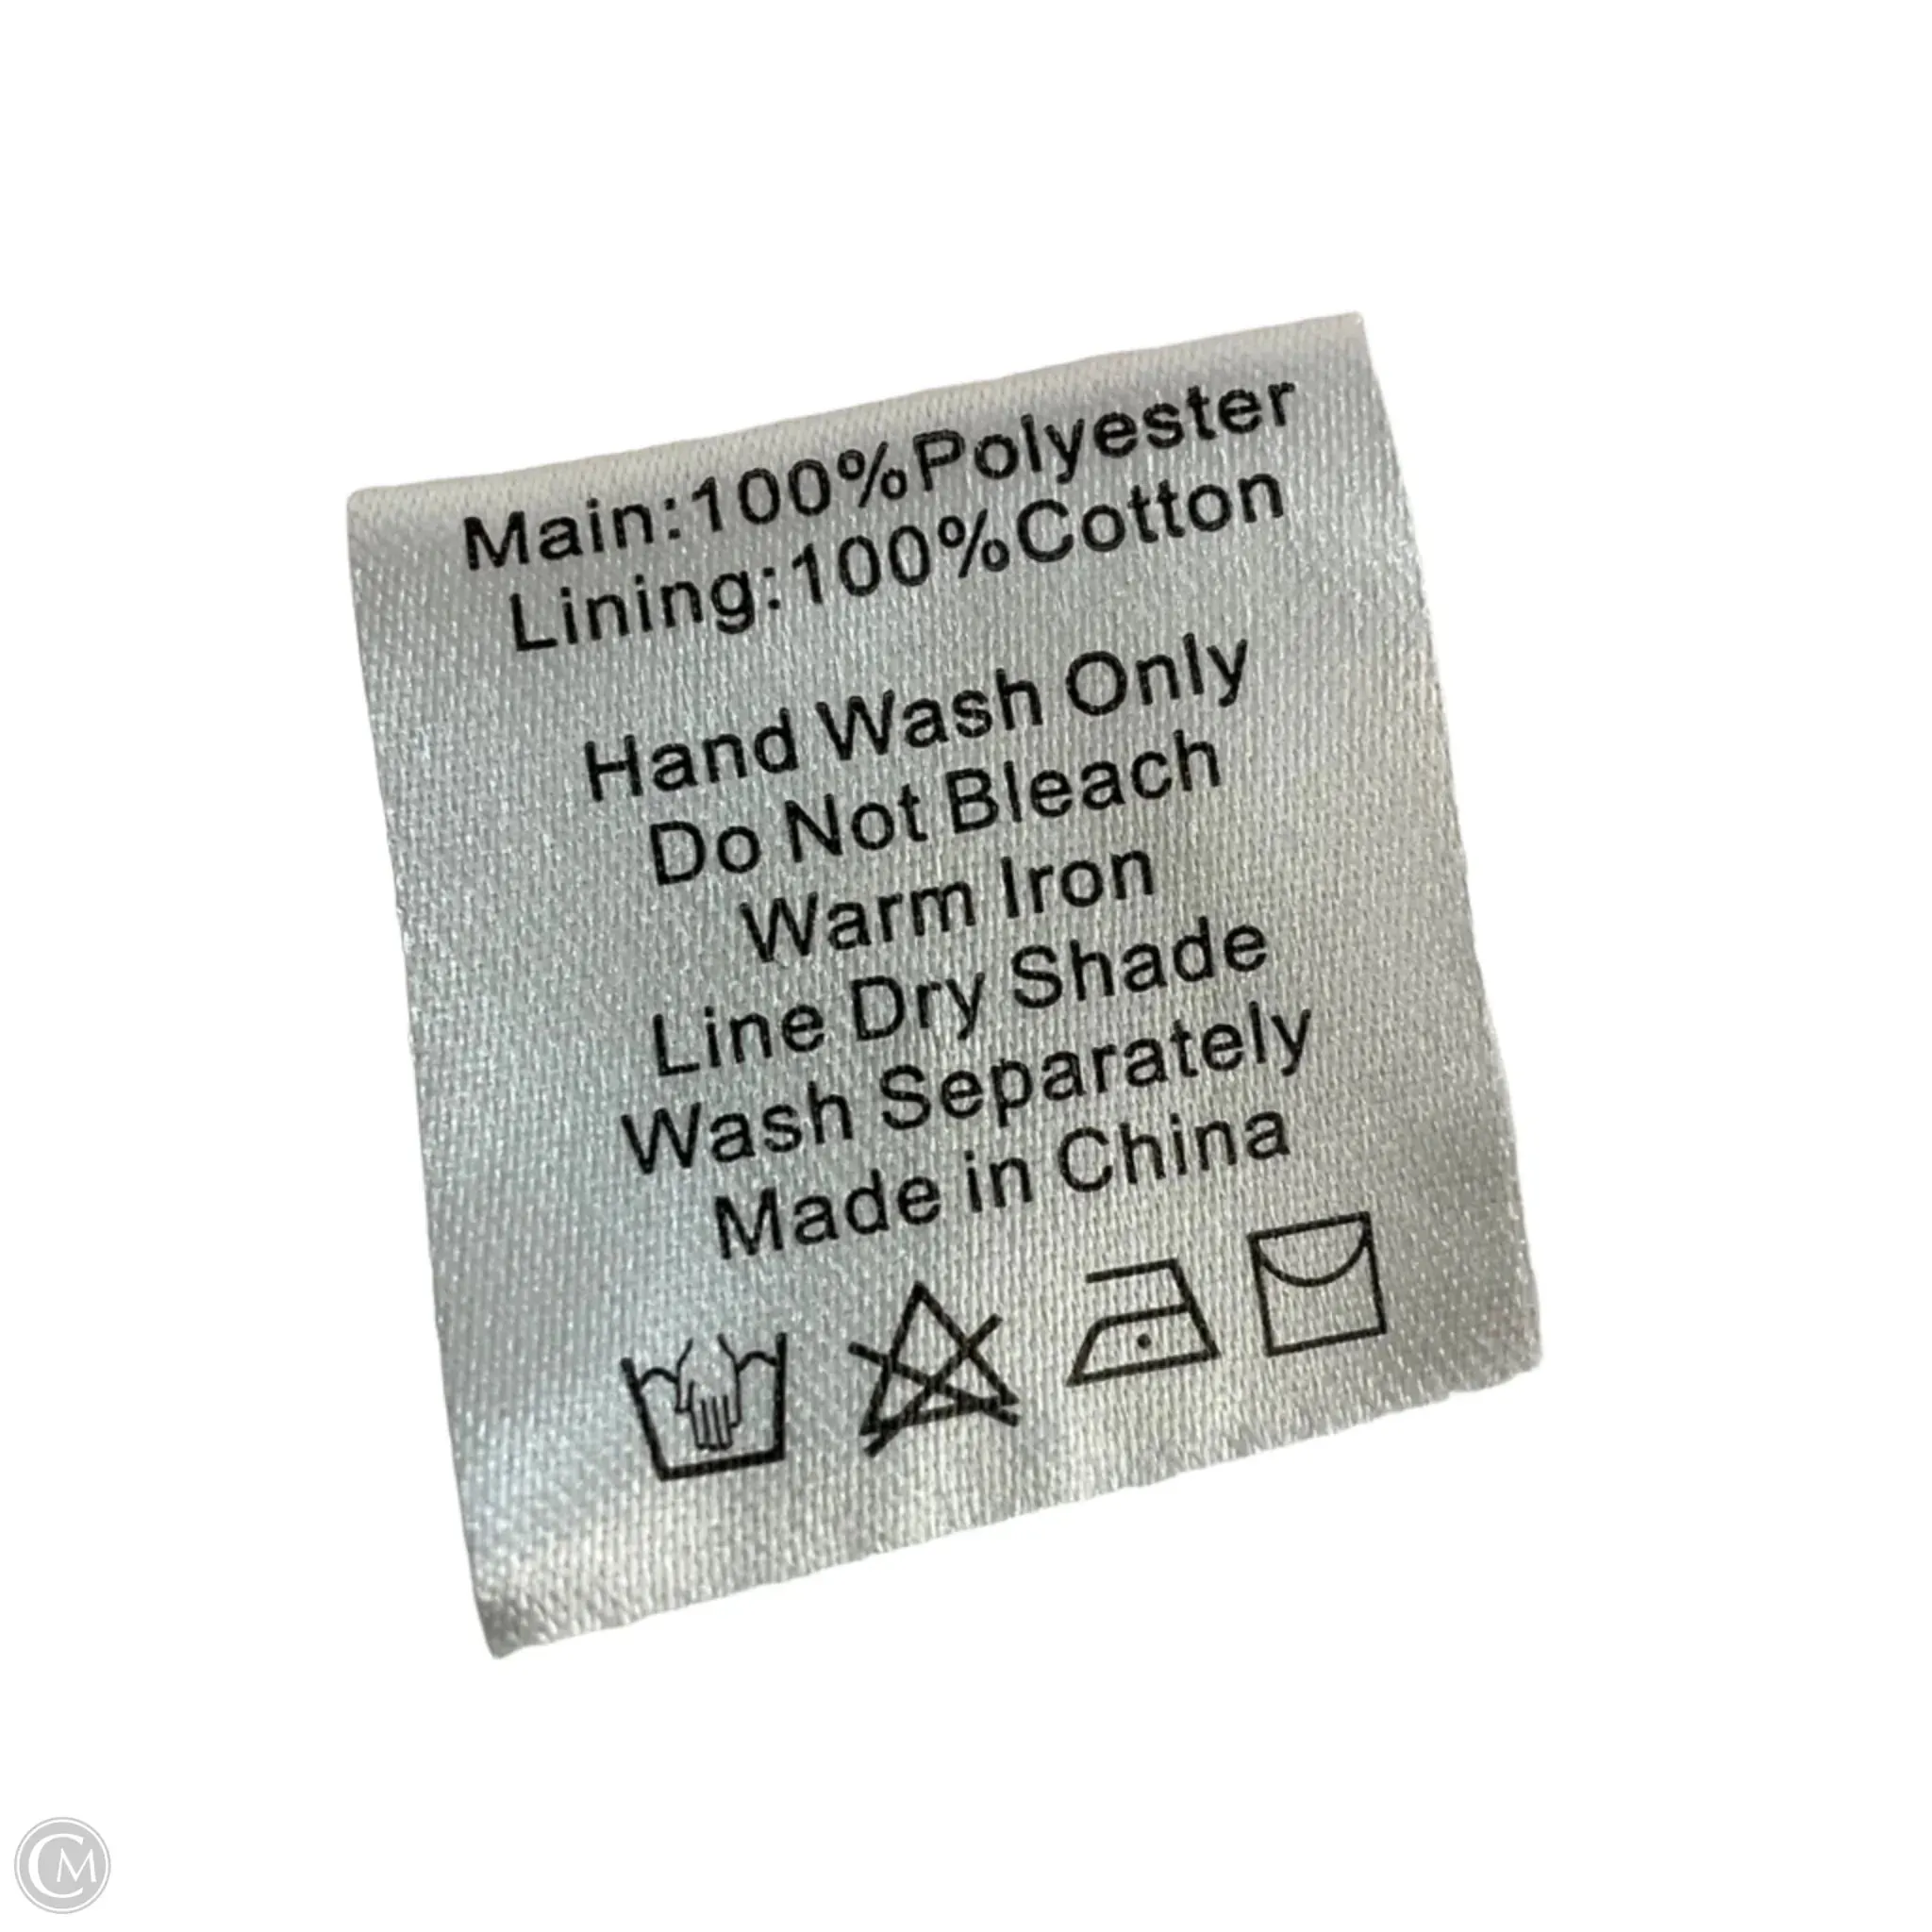 Main:100%Polyester
Lining:100%Cotton
Hand Wash Only
Do Not Bleach
Warm Iron
Line Dry Shade
Wash Separately
Made in China
CM